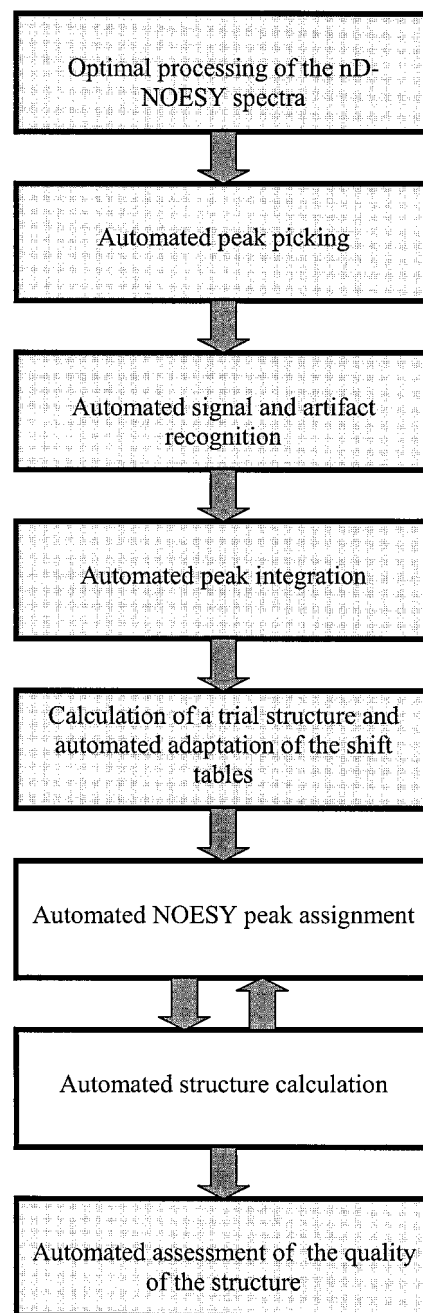 Optimal processing of the nD-
NOESY spectra
Automated peak picking
Automated signal and artifact
recognition
Automated peak integration
Calculation of a trial structure and
automated adaptation of the shift
tables
Automated NOESY peak assignment
Automated structure calculation
Automated assessment of the quality
of the structure